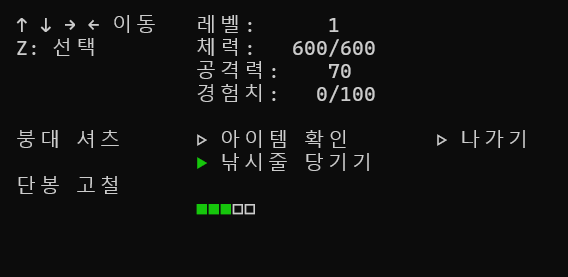 ↑ ↓ → ← 이동 레벨: 1
Z: 선택 체력: 600/600
공격력: 70
경험치: 0/100
붕대 셔츠 ▷ 아이템 확인 ▷ 나가기
▶ 낚시줄 당기기
단봉 고철
■■■□□